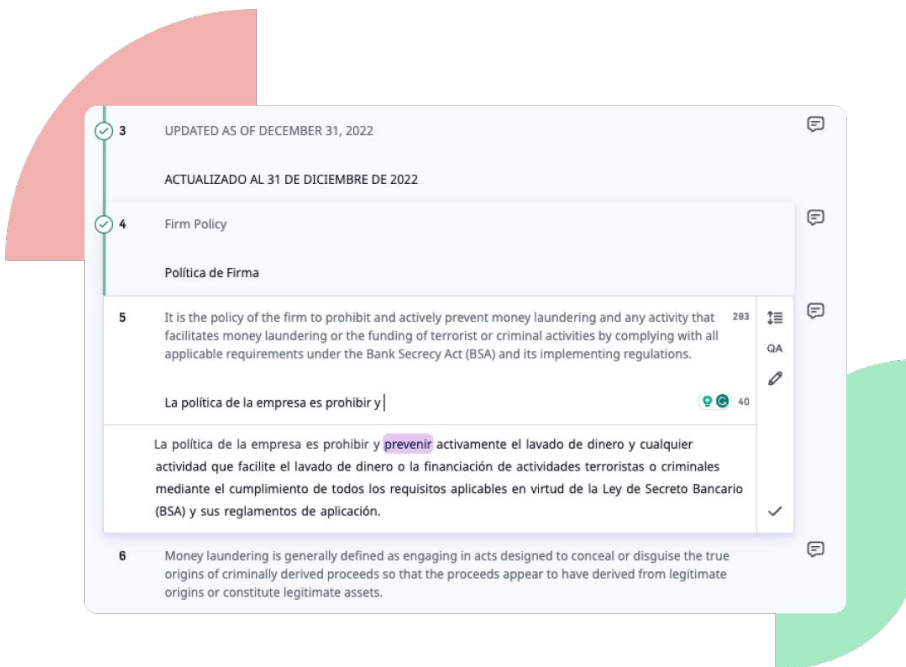 3 UPDATED AS OF DECEMBER 31, 2022
ACTUALIZADO AL 31 DE DICIEMBRE DE 2022
4 Firm Policy
Política de Firma
5 It is the policy of the firm to prohibit and actively prevent money laundering and any activity that 293
facilitates money laundering or the funding of terrorist or criminal activities by complying with all
applicable requirements under the Bank Secrecy Act (BSA) and its implementing regulations.
QA
La política de la empresa es prohibir y 40
La política de la empresa es prohibir y prevenir activamente el lavado de dinero y cualquier
actividad que facilite el lavado de dinero o la financiación de actividades terroristas o criminales
mediante el cumplimiento de todos los requisitos aplicables en virtud de la Ley de Secreto Bancario
(BSA) y sus reglamentos de aplicación.
6 Money laundering is generally defined as engaging in acts designed to conceal or disguise the true
origins of criminally derived proceeds so that the proceeds appear to have derived from legitimate
origins or constitute legitimate assets.